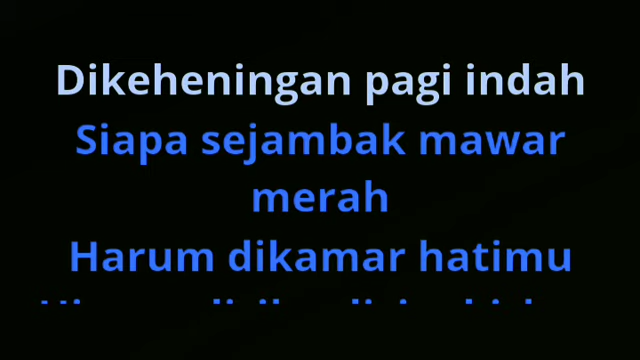 Dikeheningan pagi indah
Siapa sejambak mawar
merah
Harum dikamar hatimu